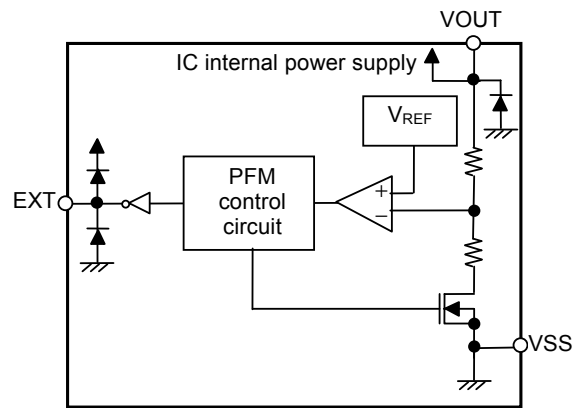 VOUT
IC internal power supply
VREF
EXT
PFM
control
circuit
+
−
VSS